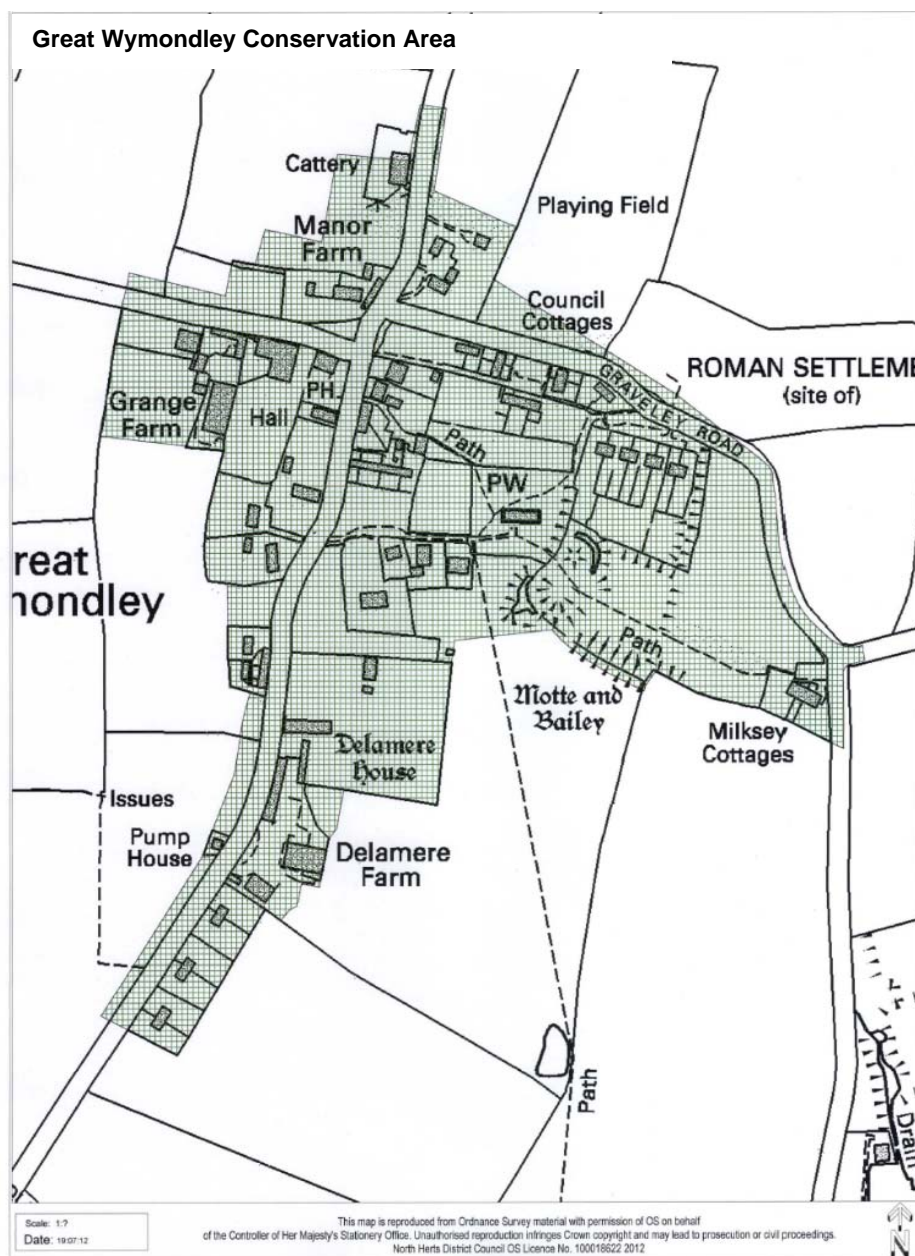 Great Wymondley Conservation Area
Cattery
Playing Field
Manor
Farm
Council
Cottages
GRAVELEY ROAD
ROMAN SETTLEME
(site of)
Grange
Farm
Hall
PH
Path
PW
reat
mondley
Path
Motte and
Bailey
Milksey
Cottages
Delamere
House
Issues
Pump
House
Delamere
Farm
Path
Drain
Scale: 1:?
Date: 19:07:12
This map is reproduced from Ordnance Survey material with permission of OS on behalf
of the Controller of Her Majesty's Stationery Office. Unauthorised reproduction infringes Crown copyright and may lead to prosecution or civil proceedings.
North Herts District Council OS Licence No. 100018622 2012
N